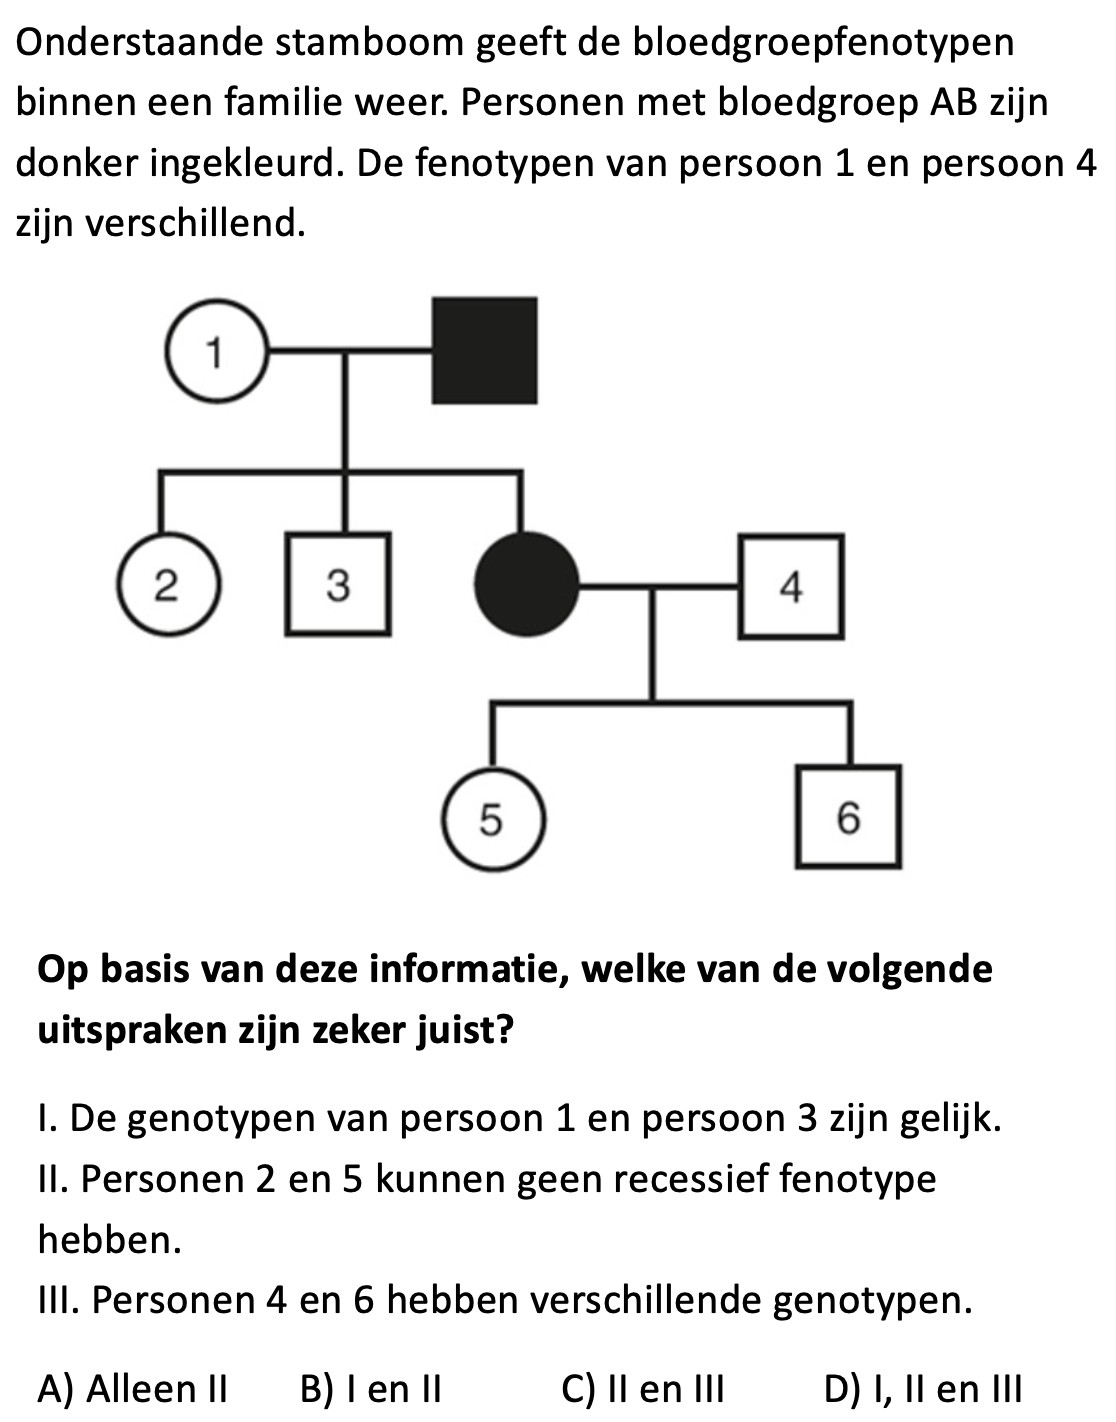 Onderstaande stamboom geeft de bloedgroepfenotypen
binnen een familie weer. Personen met bloedgroep AB zijn
donker ingekleurd. De fenotypen van persoon 1 en persoon 4
zijn verschillend.
1
2
3
4
5
6
Op basis van deze informatie, welke van de volgende
uitspraken zijn zeker juist?
I. De genotypen van persoon 1 en persoon 3 zijn gelijk.
II. Personen 2 en 5 kunnen geen recessief fenotype
hebben.
III. Personen 4 en 6 hebben verschillende genotypen.
A) Alleen II B) I en II C) II en III D) I, II en III